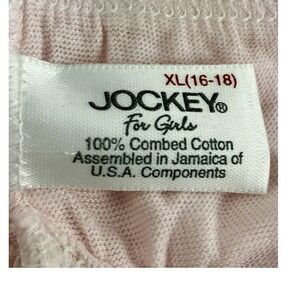 XL(16-18)
JOCKEY®
For Girls
100% Combed Cotton
Assembled in Jamaica of
U.S.A. Components